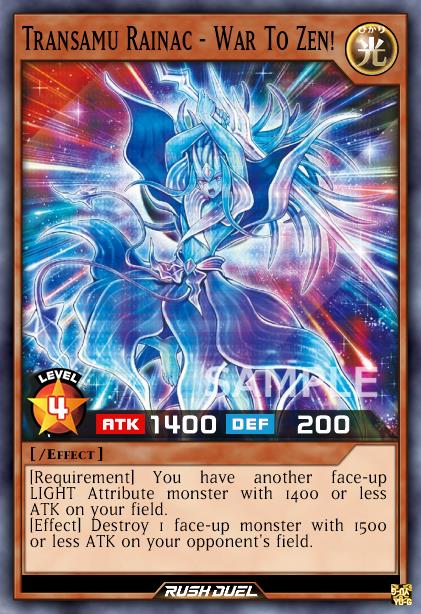 Transamu Rainac - War To Zen!
ひかり
光
SAMPLE
LEVEL
4
ATK 1400 DEF 200
[/Effect]
[Requirement] You have another face-up
LIGHT Attribute monster with 1400 or less
ATK on your field.
[Effect] Destroy 1 face-up monster with 1500
or less ATK on your opponent's field.
RUSH DUEL